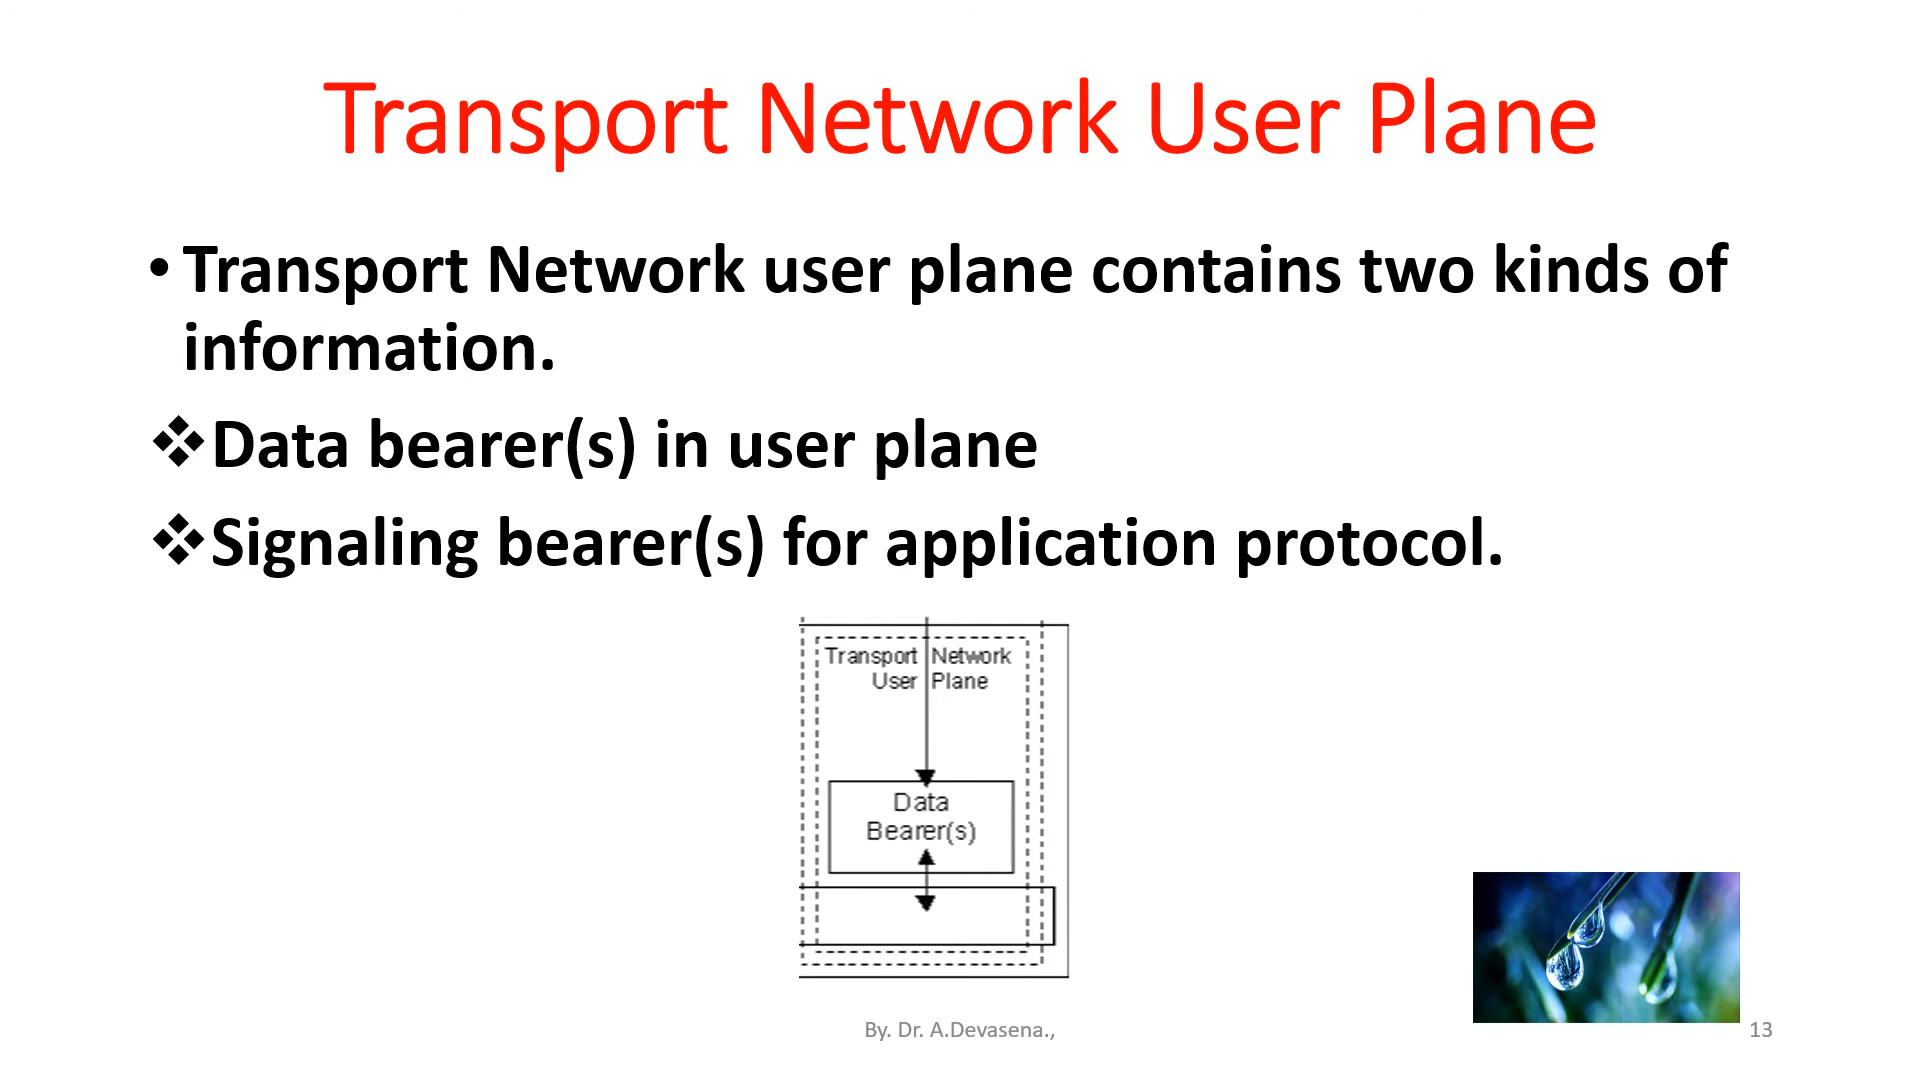 Transport Network User Plane
• Transport Network user plane contains two kinds of
information.
❖Data bearer(s) in user plane
❖Signaling bearer(s) for application protocol.
Transport Network
User Plane
Data
Bearer(s)
By. Dr. A.Devasena.,
13